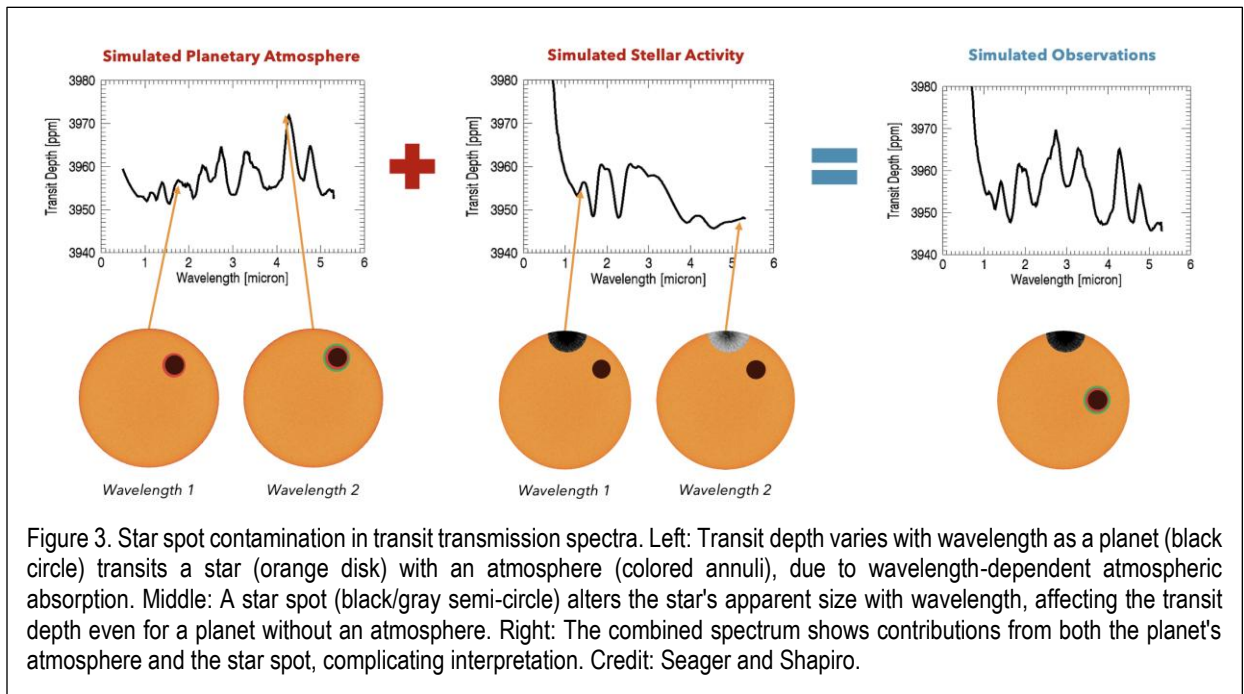 Simulated Planetary Atmosphere
3980
3970
3960
3950
3940
Transit Depth [ppm]
0 1 2 3 4 5 6
Wavelength [micron]
Wavelength 1
Wavelength 2
Simulated Stellar Activity
3980
3970
3960
3950
3940
Transit Depth [ppm]
0 1 2 3 4 5 6
Wavelength [micron]
Wavelength 1
Wavelength 2
Simulated Observations
3980
3970
3960
3950
3940
Transit Depth [ppm]
0 1 2 3 4 5 6
Wavelength [micron]
Figure 3. Star spot contamination in transit transmission spectra. Left: Transit depth varies with wavelength as a planet (black
circle) transits a star (orange disk) with an atmosphere (colored annuli), due to wavelength-dependent atmospheric
absorption. Middle: A star spot (black/gray semi-circle) alters the star's apparent size with wavelength, affecting the transit
depth even for a planet without an atmosphere. Right: The combined spectrum shows contributions from both the planet's
atmosphere and the star spot, complicating interpretation. Credit: Seager and Shapiro.